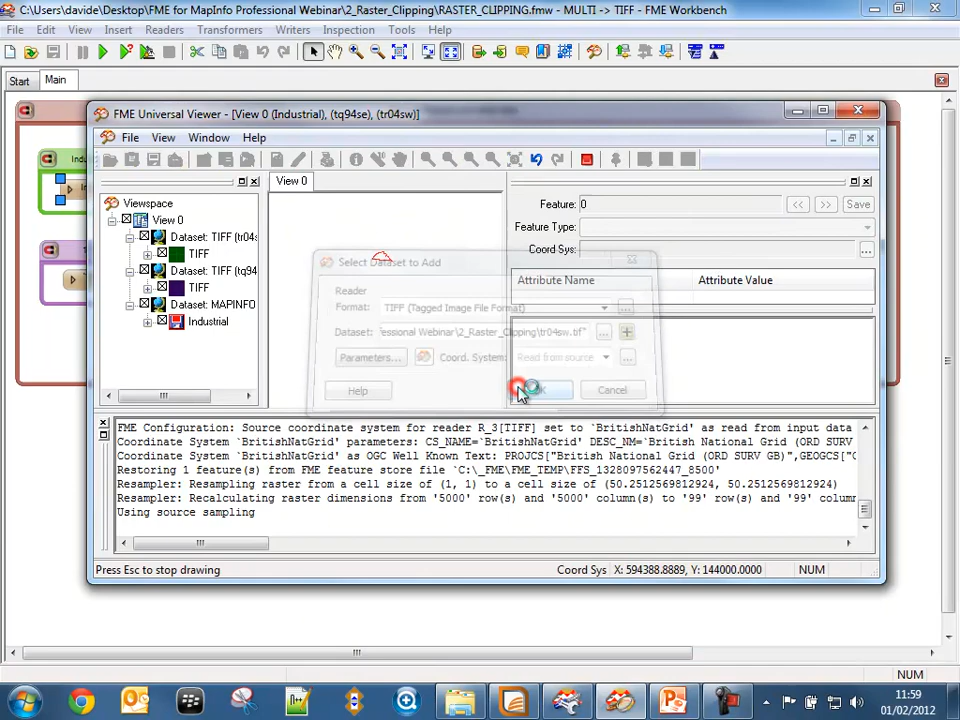 C:\Users\davide\Desktop\FME for MapInfo Professional Webinar\2_Raster_Clipping\RASTER_CLIPPING.fmw - MULTI -> TIFF - FME Workbench
File Edit View Insert Readers Transformers Writers Inspection Tools Help
Start Main
FME Universal Viewer - [View 0 (Industrial), (tq94se), (tr04sw)]
File View Window Help
View 0
Viewspace
View 0
Dataset: TIFF (tr04s
TIFF
Dataset: TIFF (tq94
TIFF
Dataset: MAPINFO
Industrial
Feature: 0 << >> Save
Feature Type:
Coord Sys: ...
Attribute Name Attribute Value
Select Dataset to Add
Reader
Format: TIFF (Tagged Image File Format) ...
Dataset: fessional Webinar\2_Raster_Clipping\tr04sw.tif" ...
Parameters... Coord. System: Read from source ...
Help Cancel
FME Configuration: Source coordinate system for reader R_3[TIFF] set to `BritishNatGrid' as read from input data
Coordinate System `BritishNatGrid' parameters: CS_NAME=`BritishNatGrid' DESC_NM=`British National Grid (ORD SURV
Coordinate System `BritishNatGrid' as OGC Well Known Text: `PROJCS["British National Grid (ORD SURV GB)",GEOGCS["
Restoring 1 feature(s) from FME feature store file `C:\_FME\FME_TEMP\FFS_1328097562447_8500'
Resampler: Resampling raster from a cell size of (1, 1) to a cell size of (50.2512569812924, 50.2512569812924)
Resampler: Recalculating raster dimensions from '5000' row(s) and '5000' column(s) to '99' row(s) and '99' column
Using source sampling
Press Esc to stop drawing Coord Sys X: 594388.8889, Y: 144000.0000 NUM
NUM
11:59
01/02/2012